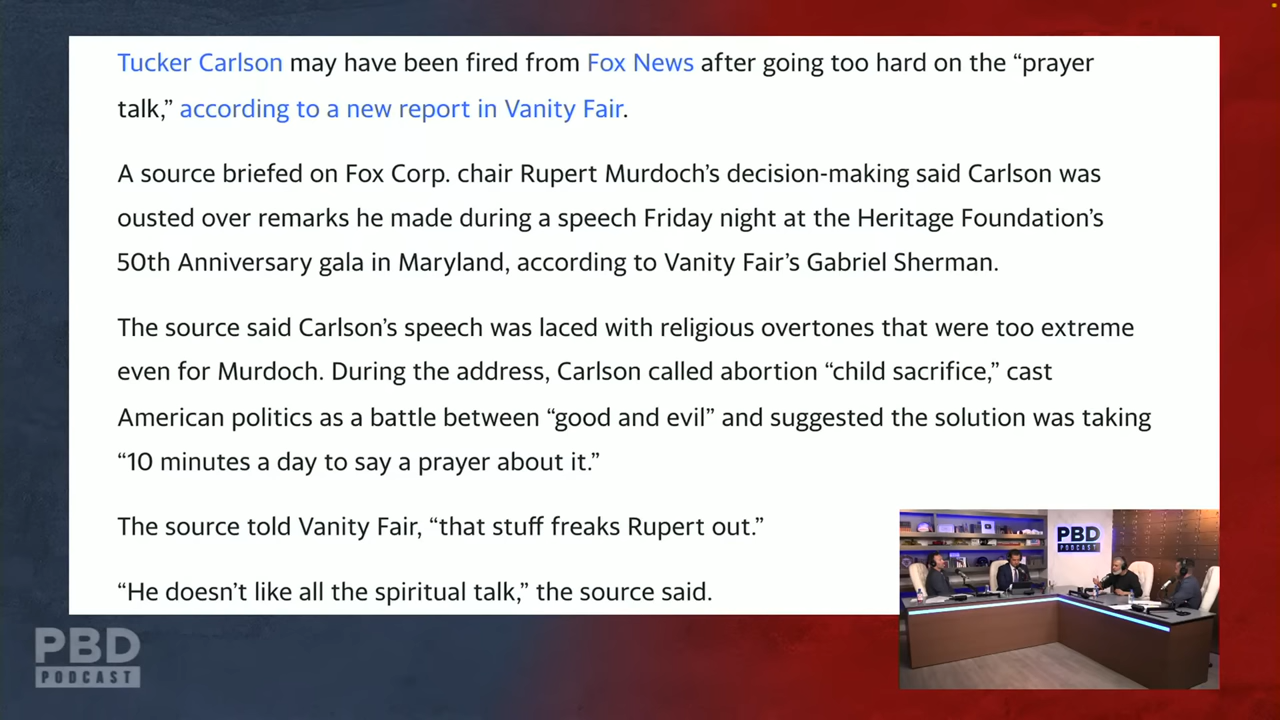 Tucker Carlson may have been fired from Fox News after going too hard on the “prayer
talk,” according to a new report in Vanity Fair.
A source briefed on Fox Corp. chair Rupert Murdoch’s decision-making said Carlson was
ousted over remarks he made during a speech Friday night at the Heritage Foundation’s
50th Anniversary gala in Maryland, according to Vanity Fair’s Gabriel Sherman.
The source said Carlson’s speech was laced with religious overtones that were too extreme
even for Murdoch. During the address, Carlson called abortion “child sacrifice,” cast
American politics as a battle between “good and evil” and suggested the solution was taking
“10 minutes a day to say a prayer about it.”
The source told Vanity Fair, “that stuff freaks Rupert out.”
“He doesn’t like all the spiritual talk,” the source said.
PBD
PODCAST
PBD
PODCAST